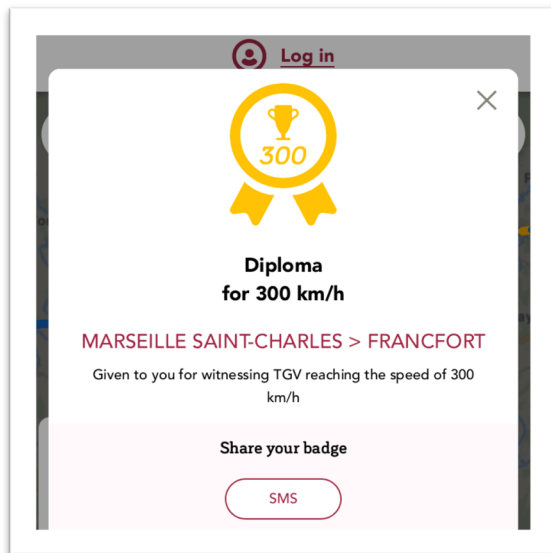 Log in
300
Diploma
for 300 km/h
MARSEILLE SAINT-CHARLES > FRANCFORT
Given to you for witnessing TGV reaching the speed of 300
km/h
Share your badge
SMS